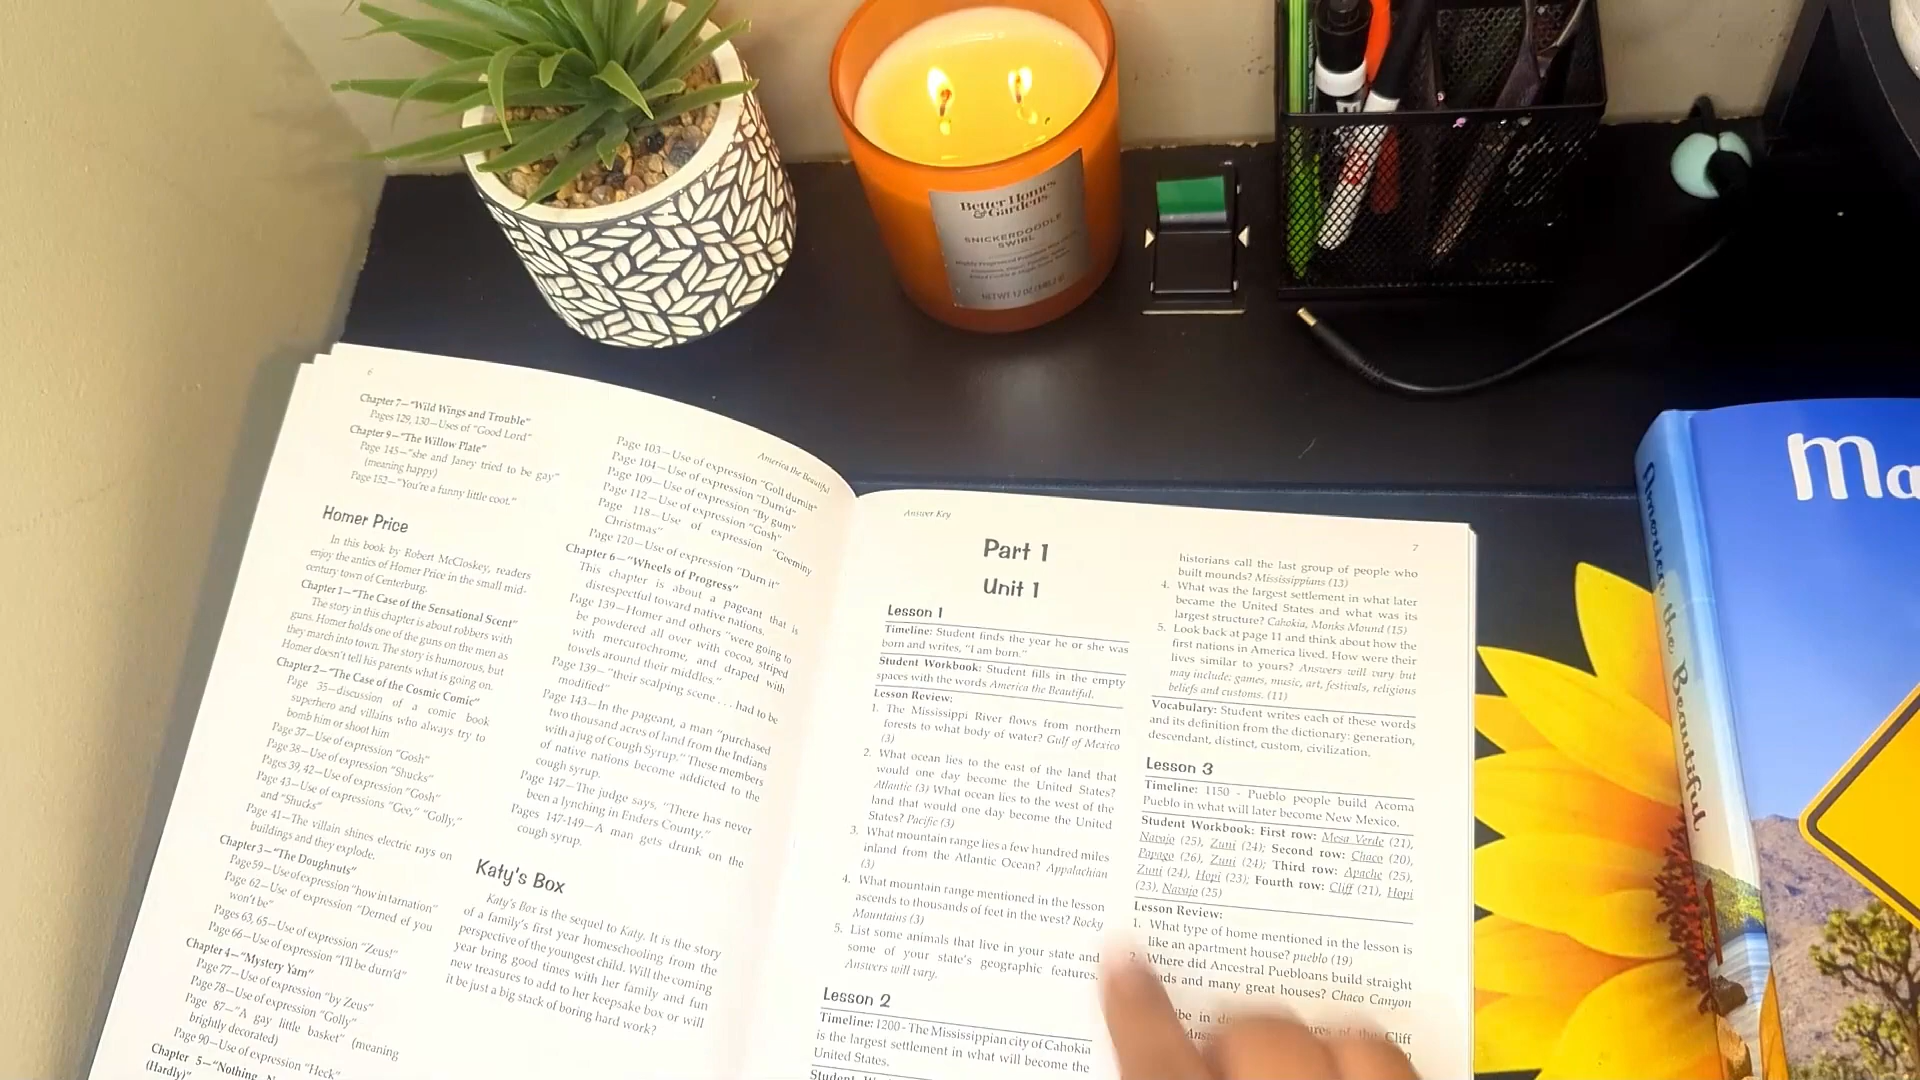 Better Homes
& Gardens
SNICKERDOODLE
SWIRL
NET WT 12 OZ
6
America the Beautiful
Chapter 7—"Wild Wings and Trouble"
Pages 129, 130—Uses of "Good Lord"
Chapter 9—"The Willow Plate"
Page 145—"she and Janey tried to be gay"
(meaning happy)
Page 152—"You're a funny little coot."
Homer Price
In this book by Robert McCloskey, readers
enjoy the antics of Homer Price in the small mid-
century town of Centerburg.
Chapter 1—"The Case of the Sensational Scent"
The story in this chapter is about robbers with
guns. Homer holds one of the guns on the men as
they march into town. The story is humorous, but
Homer doesn't tell his parents what is going on.
Chapter 2—"The Case of the Cosmic Comic"
Page 35—discussion of a comic book
superhero and villains who always try to
bomb him or shoot him
Page 37—Use of expression "Gosh"
Page 38—Use of expression "Shucks"
Pages 39, 42—Use of expression "Gosh"
Page 43—Use of expressions "Gee," "Golly,"
and "Shucks"
Page 41—The villain shines electric rays on
buildings and they explode.
Chapter 3—"The Doughnuts"
Page 59—Use of expression "how in tarnation"
Page 62—Use of expression "Derned ef you
won't be"
Pages 63, 65—Use of expression "Zeus!"
Page 66—Use of expression "I'll be durn'd"
Chapter 4—"Mystery Yarn"
Page 77—Use of expression "by Zeus"
Page 78—Use of expression "Golly"
Page 87—"A gay little basket" (meaning
brightly decorated)
Page 90—Use of expression "Heck"
Chapter 5—"Nothing
(Hardly)"
Page 103—Use of expression "Goll durnit"
Page 104—Use of expression "Durn'd"
Page 109—Use of expression "By gum"
Page 112—Use of expression "Gosh"
Page 118—Use of expression "Geeminy
Christmas"
Page 120—Use of expression "Durn it"
Chapter 6—"Wheels of Progress"
This chapter is about a pageant that is
disrespectful toward native nations.
Page 139—Homer and others "were going to
be powdered all over with cocoa, striped
with mercurochrome, and draped with
towels around their middles."
Page 139—"their scalping scene . . . had to be
modified"
Page 143—In the pageant, a man "purchased
two thousand acres of land from the Indians
with a jug of Cough Syrup." These members
of native nations become addicted to the
cough syrup.
Page 147—The judge says, "There has never
been a lynching in Enders County."
Pages 147-149—A man gets drunk on the
cough syrup.
Katy's Box
Katy's Box is the sequel to Katy. It is the story
of a family's first year homeschooling from the
perspective of the youngest child. Will the coming
year bring good times with her family and fun
new treasures to add to her keepsake box or will
it be just a big stack of boring hard work?
Answer Key
7
Part 1
Unit 1
Lesson 1
Timeline: Student finds the year he or she was
born and writes, "I am born."
Student Workbook: Student fills in the empty
spaces with the words America the Beautiful.
Lesson Review:
1. The Mississippi River flows from northern
forests to what body of water? Gulf of Mexico
(3)
2. What ocean lies to the east of the land that
would one day become the United States?
Atlantic (3) What ocean lies to the west of the
land that would one day become the United
States? Pacific (3)
3. What mountain range lies a few hundred miles
inland from the Atlantic Ocean? Appalachian
(3)
4. What mountain range mentioned in the lesson
ascends to thousands of feet in the west? Rocky
Mountains (3)
5. List some animals that live in your state and
some of your state's geographic features.
Answers will vary.
Lesson 2
Timeline: 1200 - The Mississippian city of Cahokia
is the largest settlement in what will become the
United States.
Student
historians call the last group of people who
built mounds? Mississippians (13)
4. What was the largest settlement in what later
became the United States and what was its
largest structure? Cahokia, Monks Mound (15)
5. Look back at page 11 and think about how the
first nations in America lived. How were their
lives similar to yours? Answers will vary but
may include: games, music, art, festivals, religious
beliefs and customs. (11)
Vocabulary: Student writes each of these words
and its definition from the dictionary: generation,
descendant, distinct, custom, civilization.
Lesson 3
Timeline: 1150 - Pueblo people build Acoma
Pueblo in what will later become New Mexico.
Student Workbook: First row: Mesa Verde (21),
Navajo (25), Zuni (24); Second row: Chaco (20),
Papago (26), Zuni (24); Third row: Apache (25),
Zuni (24), Hopi (23); Fourth row: Cliff (21), Hopi
(23), Navajo (25)
Lesson Review:
1. What type of home mentioned in the lesson is
like an apartment house? pueblo (19)
2. Where did Ancestral Puebloans build straight
and many great houses? Chaco Canyon
of the Cliff
America the Beautiful
Ma